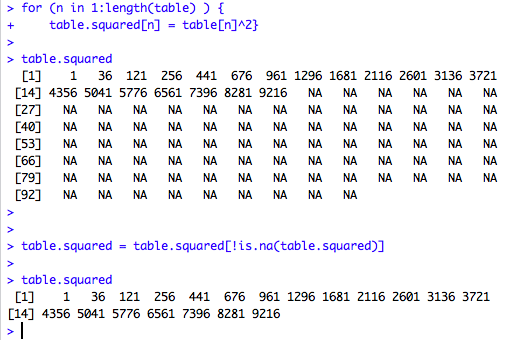 > for (n in 1:length(table) ) {
+     table.squared[n] = table[n]^2}
>
> table.squared
 [1]    1   36  121  256  441  676  961 1296 1681 2116 2601 3136 3721
[14] 4356 5041 5776 6561 7396 8281 9216   NA   NA   NA   NA   NA   NA
[27]   NA   NA   NA   NA   NA   NA   NA   NA   NA   NA   NA   NA   NA
[40]   NA   NA   NA   NA   NA   NA   NA   NA   NA   NA   NA   NA   NA
[53]   NA   NA   NA   NA   NA   NA   NA   NA   NA   NA   NA   NA   NA
[66]   NA   NA   NA   NA   NA   NA   NA   NA   NA   NA   NA   NA   NA
[79]   NA   NA   NA   NA   NA   NA   NA   NA   NA   NA   NA   NA   NA
[92]   NA   NA   NA   NA   NA   NA   NA   NA
>
>
> table.squared = table.squared[!is.na(table.squared)]
>
> table.squared
 [1]    1   36  121  256  441  676  961 1296 1681 2116 2601 3136 3721
[14] 4356 5041 5776 6561 7396 8281 9216
>